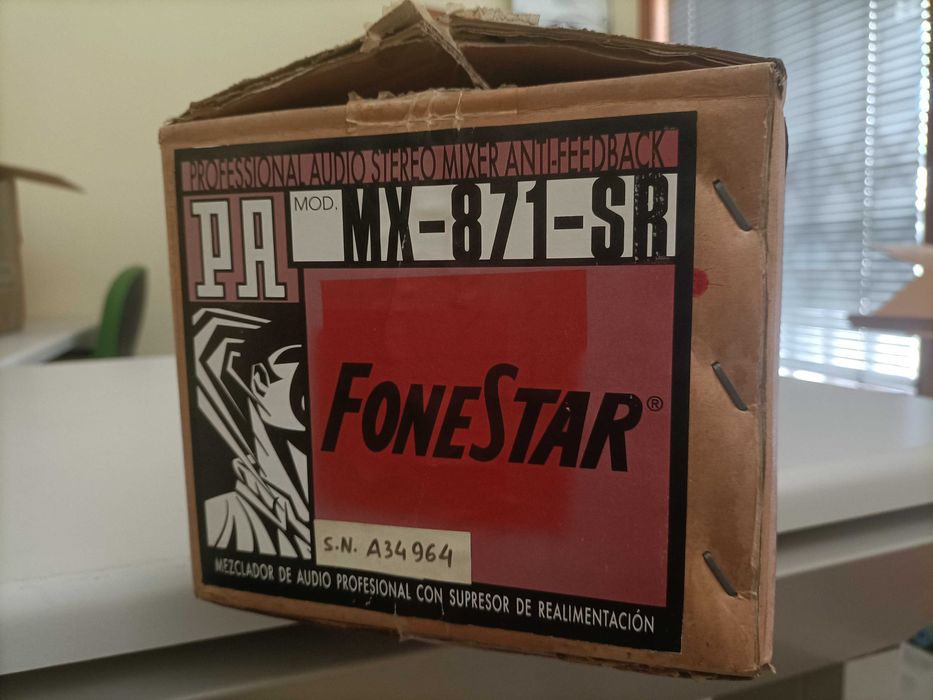 PROFESSIONAL AUDIO STEREO MIXER ANTI-FEEDBACK
PA MOD. MX-871-SR
FONESTAR®
S.N. A34964
MEZCLADOR DE AUDIO PROFESIONAL CON SUPRESOR DE REALIMENTACIÓN